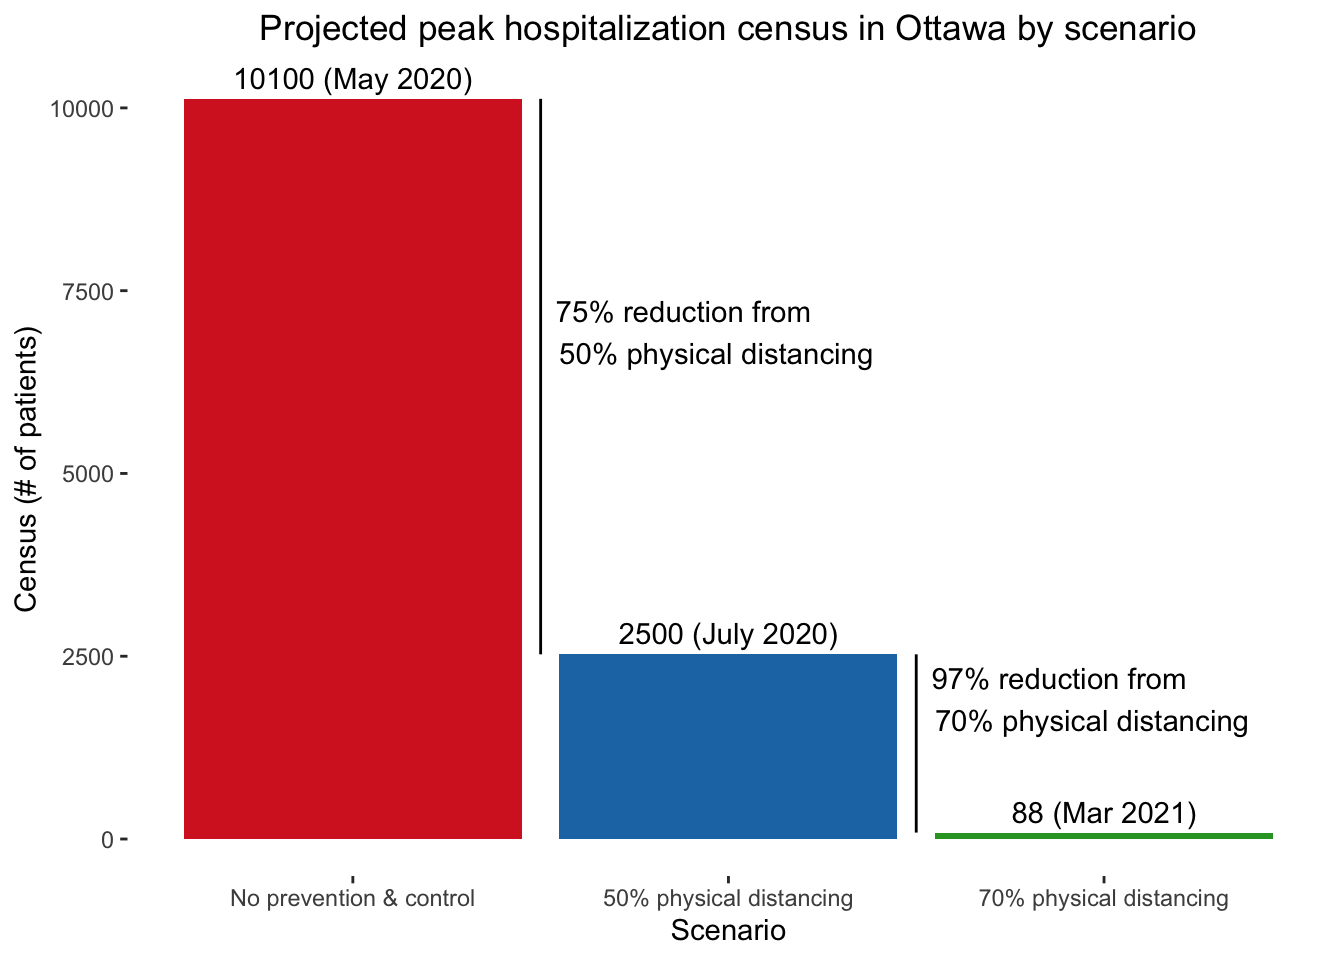 Projected peak hospitalization census in Ottawa by scenario
10100 (May 2020)
10000
7500
5000
2500
0
Census (# of patients)
75% reduction from
50% physical distancing
2500 (July 2020)
97% reduction from
70% physical distancing
88 (Mar 2021)
No prevention & control
50% physical distancing
70% physical distancing
Scenario